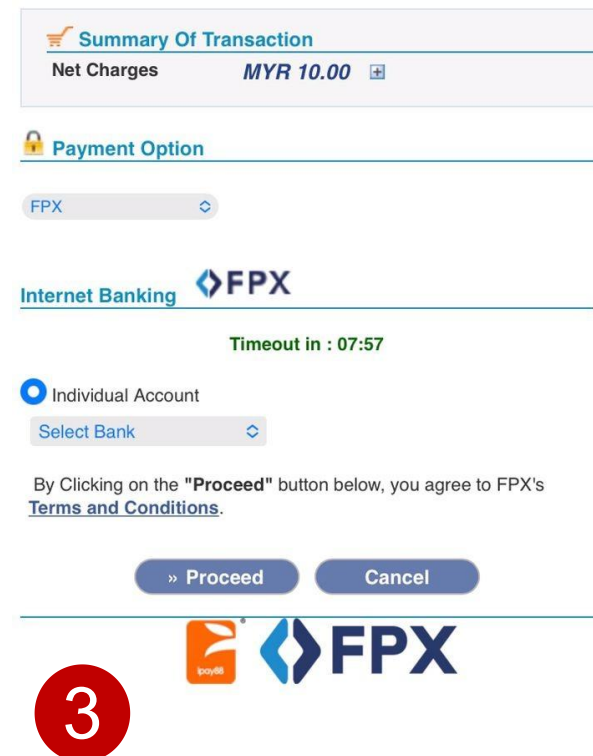 Summary Of Transaction
Net Charges MYR 10.00
Payment Option
FPX
Internet Banking FPX
Timeout in : 07:57
Individual Account
Select Bank
By Clicking on the "Proceed" button below, you agree to FPX's
Terms and Conditions.
» Proceed Cancel
ipay88 ® FPX
3